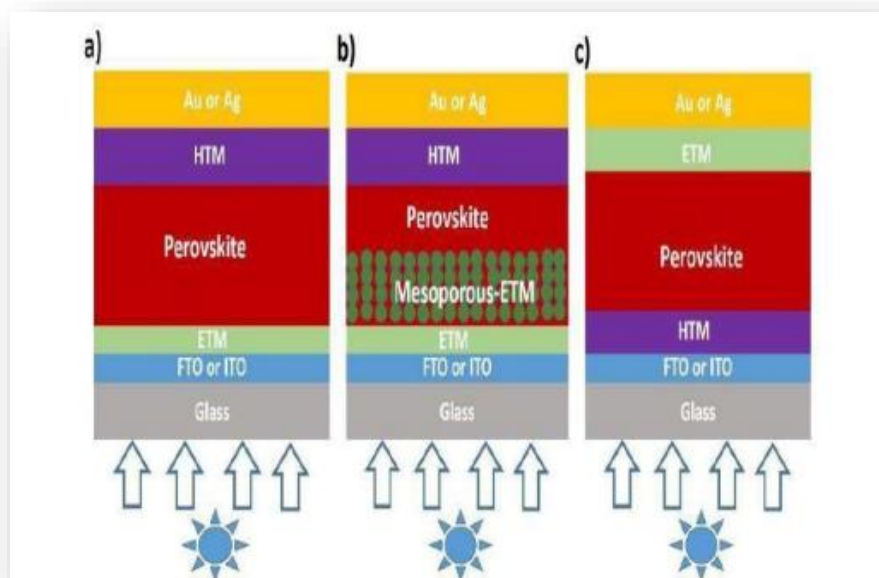 a)
Au or Ag
HTM
Perovskite
ETM
FTO or ITO
Glass
b)
Au or Ag
HTM
Perovskite
Mesoporous-ETM
ETM
FTO or ITO
Glass
c)
Au or Ag
ETM
Perovskite
HTM
FTO or ITO
Glass